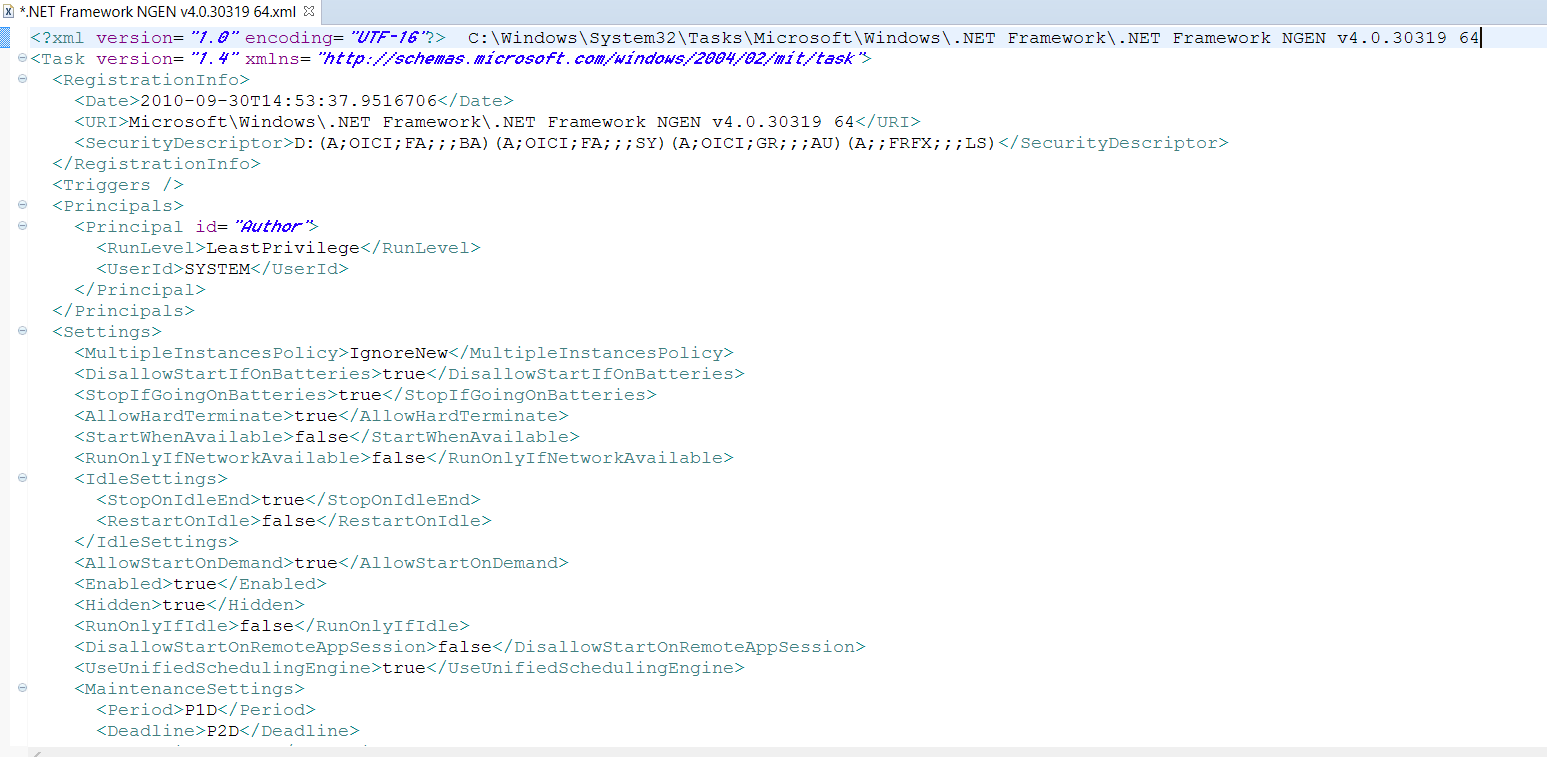 *.NET Framework NGEN v4.0.30319 64.xml
<?xml version="1.0" encoding="UTF-16"?>  C:\Windows\System32\Tasks\Microsoft\Windows\.NET Framework\.NET Framework NGEN v4.0.30319 64
<Task version="1.4" xmlns="http://schemas.microsoft.com/windows/2004/02/mit/task">
  <RegistrationInfo>
    <Date>2010-09-30T14:53:37.9516706</Date>
    <URI>Microsoft\Windows\.NET Framework\.NET Framework NGEN v4.0.30319 64</URI>
    <SecurityDescriptor>D:(A;OICI;FA;;;BA)(A;OICI;FA;;;SY)(A;OICI;GR;;;AU)(A;;FRFX;;;LS)</SecurityDescriptor>
  </RegistrationInfo>
  <Triggers />
  <Principals>
    <Principal id="Author">
      <RunLevel>LeastPrivilege</RunLevel>
      <UserId>SYSTEM</UserId>
    </Principal>
  </Principals>
  <Settings>
    <MultipleInstancesPolicy>IgnoreNew</MultipleInstancesPolicy>
    <DisallowStartIfOnBatteries>true</DisallowStartIfOnBatteries>
    <StopIfGoingOnBatteries>true</StopIfGoingOnBatteries>
    <AllowHardTerminate>true</AllowHardTerminate>
    <StartWhenAvailable>false</StartWhenAvailable>
    <RunOnlyIfNetworkAvailable>false</RunOnlyIfNetworkAvailable>
    <IdleSettings>
      <StopOnIdleEnd>true</StopOnIdleEnd>
      <RestartOnIdle>false</RestartOnIdle>
    </IdleSettings>
    <AllowStartOnDemand>true</AllowStartOnDemand>
    <Enabled>true</Enabled>
    <Hidden>true</Hidden>
    <RunOnlyIfIdle>false</RunOnlyIfIdle>
    <DisallowStartOnRemoteAppSession>false</DisallowStartOnRemoteAppSession>
    <UseUnifiedSchedulingEngine>true</UseUnifiedSchedulingEngine>
    <MaintenanceSettings>
      <Period>P1D</Period>
      <Deadline>P2D</Deadline>